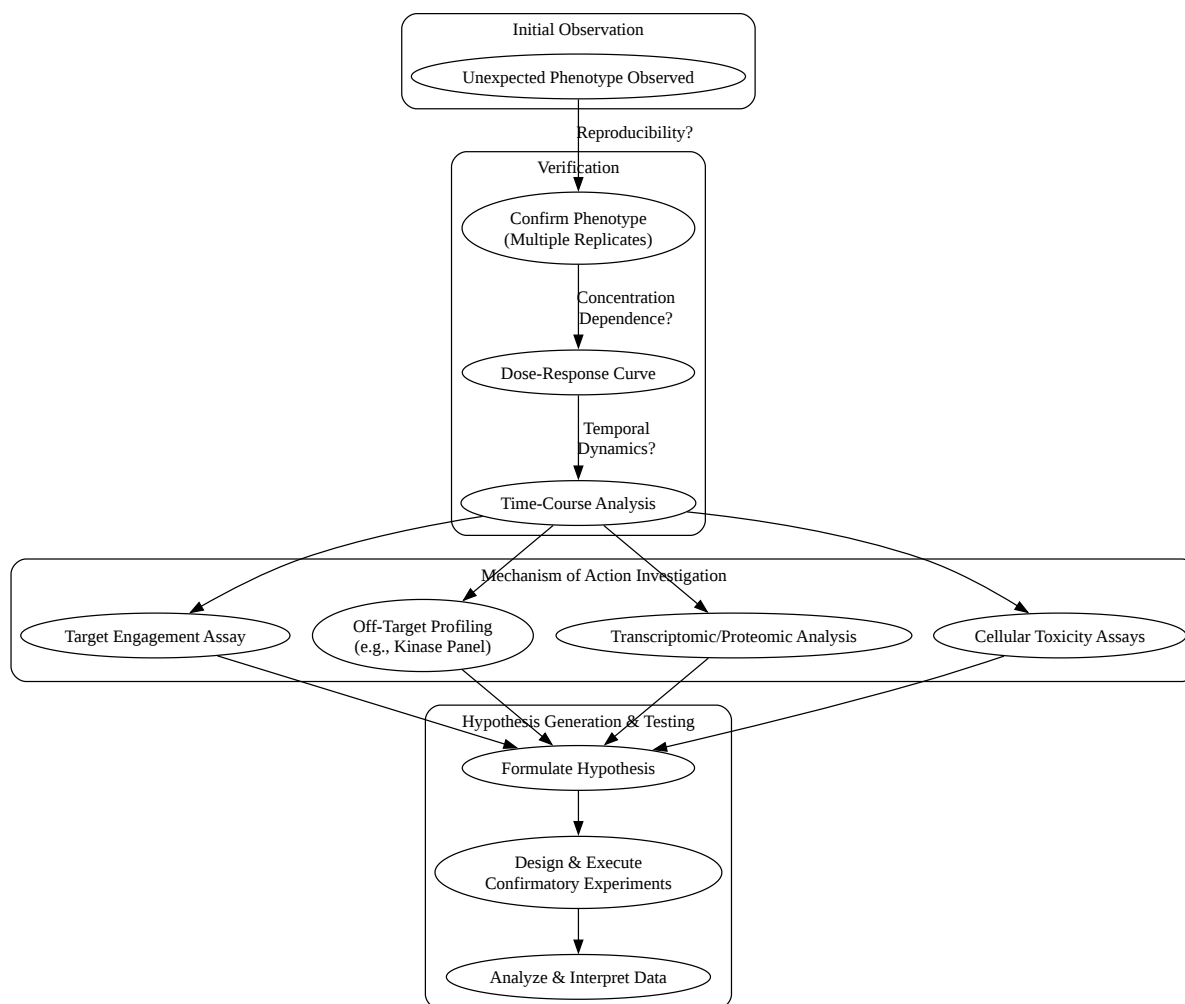 Initial Observation
Unexpected Phenotype Observed
Reproducibility?
Verification
Confirm Phenotype
(Multiple Replicates)
Concentration
Dependence?
Dose-Response Curve
Temporal
Dynamics?
Time-Course Analysis
Mechanism of Action Investigation
Target Engagement Assay
Off-Target Profiling
(e.g., Kinase Panel)
Transcriptomic/Proteomic Analysis
Cellular Toxicity Assays
Hypothesis Generation & Testing
Formulate Hypothesis
Design & Execute
Confirmatory Experiments
Analyze & Interpret Data